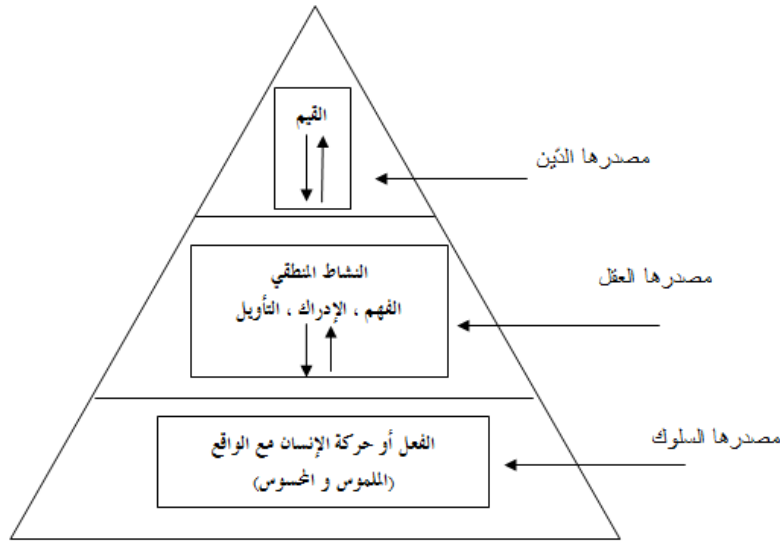 القيم
مصدرها الدّين
النشاط المنطقي
الفهم ، الإدراك ، التأويل
مصدرها العقل
الفعل أو حركة الإنسان مع الواقع
(الملموس و المحسوس)
مصدرها السلوك